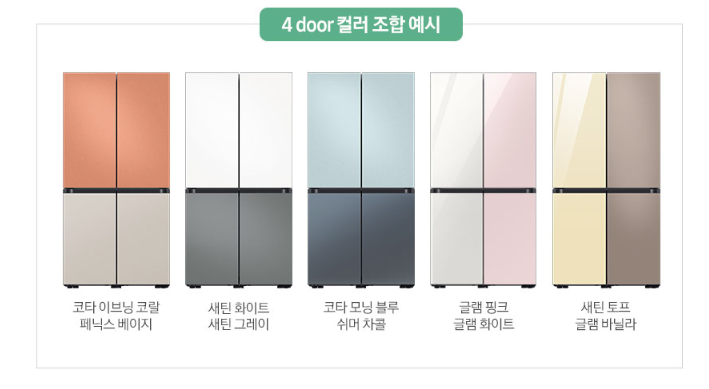 4 door 컬러 조합 예시
코타 이브닝 코랄
페닉스 베이지
새틴 화이트
새틴 그레이
코타 모닝 블루
쉬머 차콜
글램 핑크
글램 화이트
새틴 토프
글램 바닐라